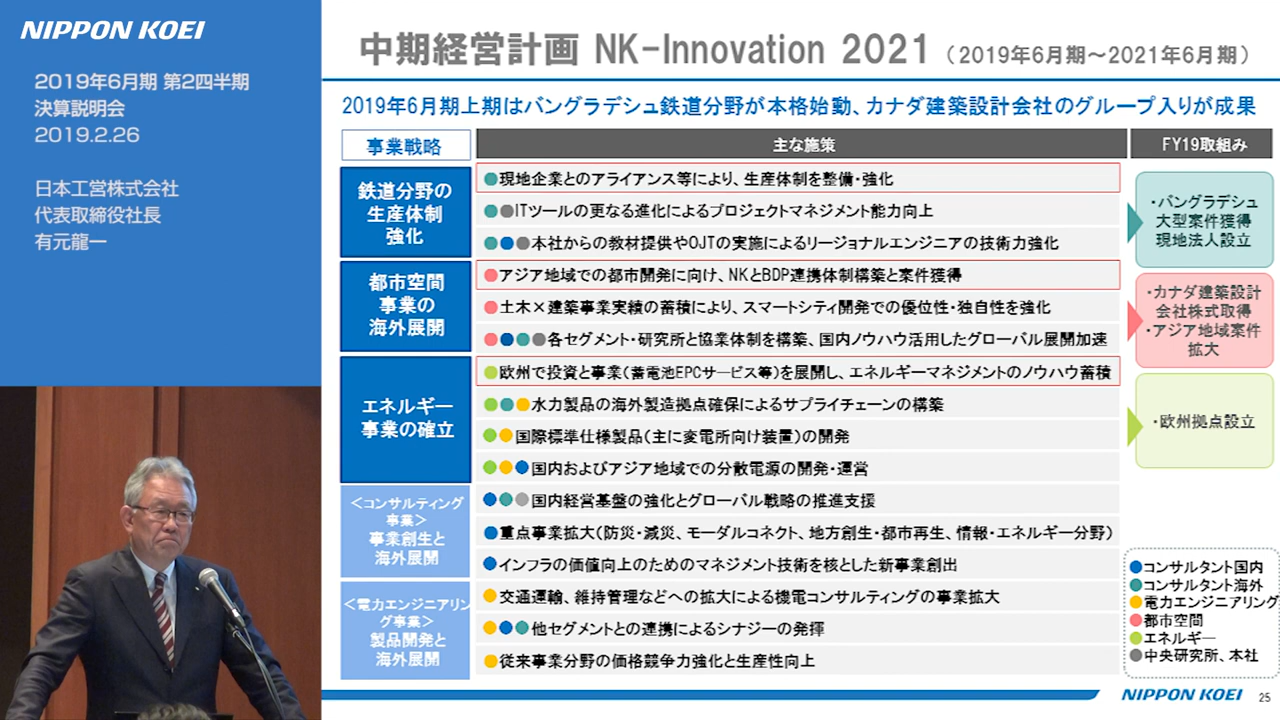 NIPPON KOEI
2019年6月期 第2四半期
決算説明会
2019.2.26
日本工営株式会社
代表取締役社長
有元龍一
中期経営計画 NK-Innovation 2021 (2019年6月期～2021年6月期)
2019年6月期上期はバングラデシュ鉄道分野が本格始動、カナダ建築設計会社のグループ入りが成果
事業戦略
主な施策
FY19取組み
鉄道分野の
生産体制
強化
●現地企業とのアライアンス等により、生産体制を整備・強化
●●ITツールの更なる進化によるプロジェクトマネジメント能力向上
●●●本社からの教材提供やOJTの実施によるリージョナルエンジニアの技術力強化
・バングラデシュ
大型案件獲得
現地法人設立
都市空間
事業の
海外展開
●アジア地域での都市開発に向け、NKとBDP連携体制構築と案件獲得
●土木×建築事業実績の蓄積により、スマートシティ開発での優位性・独自性を強化
●●●●各セグメント・研究所と協業体制を構築、国内ノウハウ活用したグローバル展開加速
・カナダ建築設計
会社株式取得
・アジア地域案件
拡大
エネルギー
事業の確立
●欧州で投資と事業(蓄電池EPCサービス等)を展開し、エネルギーマネジメントのノウハウ蓄積
●●●水力製品の海外製造拠点確保によるサプライチェーンの構築
●●国際標準仕様製品(主に変電所向け装置)の開発
●●●国内およびアジア地域での分散電源の開発・運営
・欧州拠点設立
＜コンサルティング
事業＞
事業創生と
海外展開
●●●国内経営基盤の強化とグローバル戦略の推進支援
●重点事業拡大(防災・減災、モーダルコネクト、地方創生・都市再生、情報・エネルギー分野)
●インフラの価値向上のためのマネジメント技術を核とした新事業創出
＜電力エンジニアリン
グ事業＞
製品開発と
海外展開
●交通運輸、維持管理などへの拡大による機電コンサルティングの事業拡大
●●●他セグメントとの連携によるシナジーの発揮
●従来事業分野の価格競争力強化と生産性向上
●コンサルタント国内
●コンサルタント海外
●電力エンジニアリング
●都市空間
●エネルギー
●中央研究所、本社
NIPPON KOEI
25